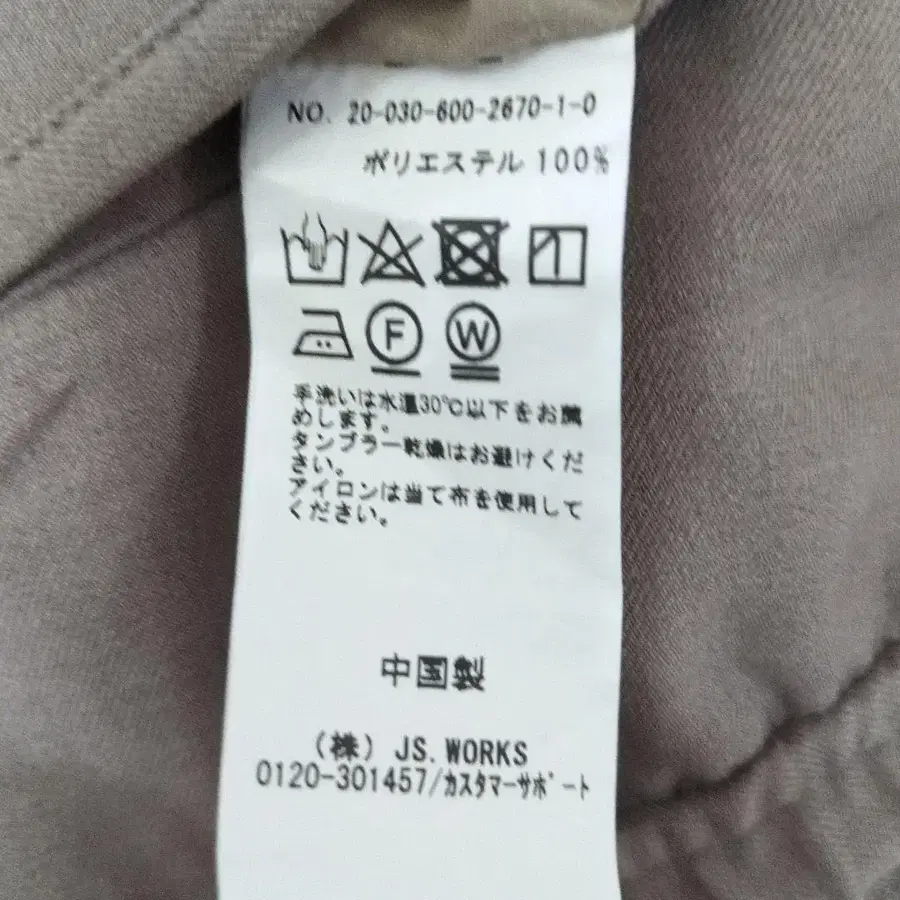 NO. 20-030-600-2670-1-0
ポリエステル 100%
F
W
手洗いは水温30℃以下をお薦
めします。
タンブラー乾燥はお避けくだ
さい。
アイロンは当て布を使用して
ください。
中国製
(株) JS.WORKS
0120-301457/カスタマーサポート